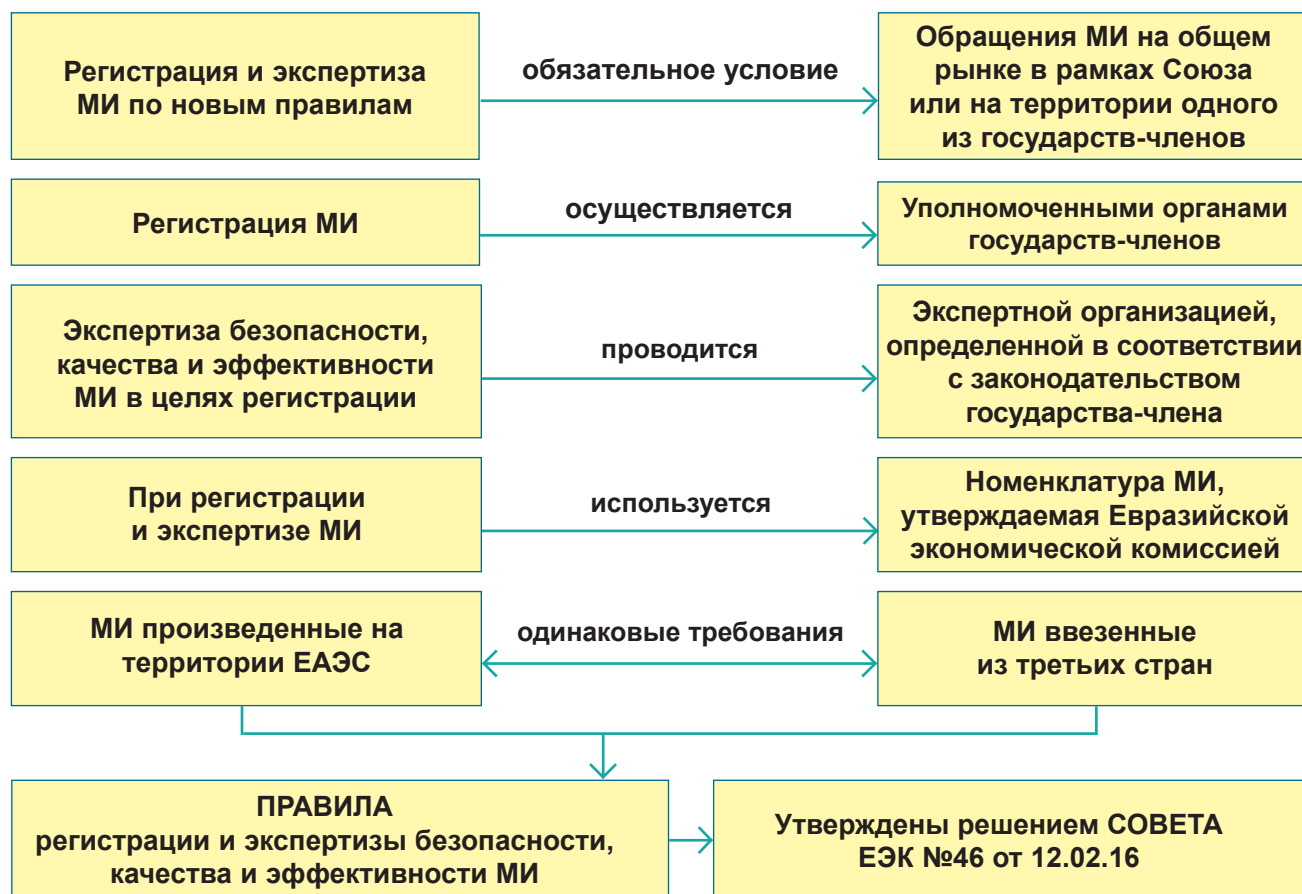 Регистрация и экспертиза
МИ по новым правилам
обязательное условие
Обращения МИ на общем
рынке в рамках Союза
или на территории одного
из государств-членов
Регистрация МИ
осуществляется
Уполномоченными органами
государств-членов
Экспертиза безопасности,
качества и эффективности
МИ в целях регистрации
проводится
Экспертной организацией,
определенной в соответствии
с законодательством
государства-члена
При регистрации
и экспертизе МИ
используется
Номенклатура МИ,
утверждаемая Евразийской
экономической комиссией
МИ произведенные на
территории ЕАЭС
одинаковые требования
МИ ввезенные
из третьих стран
ПРАВИЛА
регистрации и экспертизы безопасности,
качества и эффективности МИ
Утверждены решением СОВЕТА
ЕЭК №46 от 12.02.16